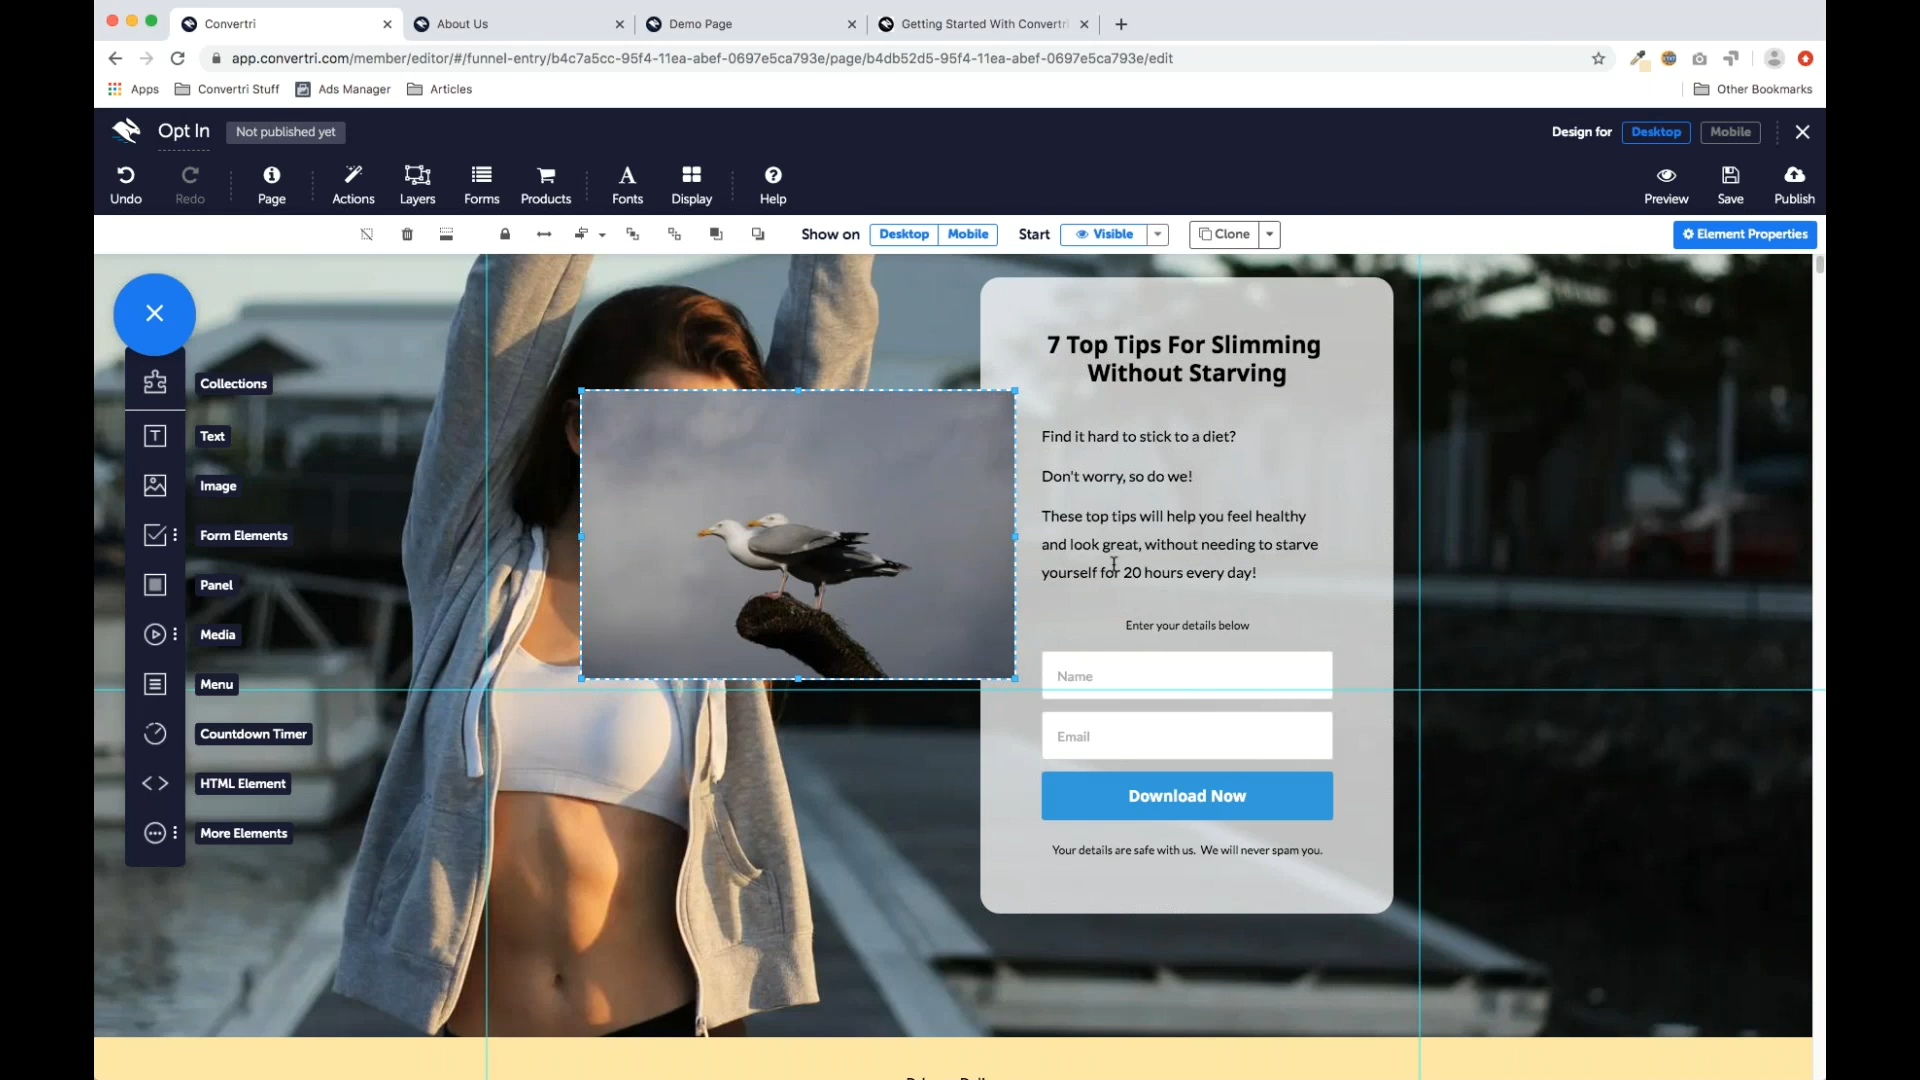 Convertri
About Us
Demo Page
Getting Started With Convertri
app.convertri.com/member/editor/#/funnel-entry/b4c7a5cc-95f4-11ea-abef-0697e5ca793e/page/b4db52d5-95f4-11ea-abef-0697e5ca793e/edit
Apps
Convertri Stuff
Ads Manager
Articles
Other Bookmarks
Opt In
Not published yet
Design for
Desktop
Mobile
Undo
Redo
Page
Actions
Layers
Forms
Products
Fonts
Display
Help
Preview
Save
Publish
Show on
Desktop
Mobile
Start
Visible
Clone
Element Properties
Collections
Text
Image
Form Elements
Panel
Media
Menu
Countdown Timer
HTML Element
More Elements
7 Top Tips For Slimming
Without Starving
Find it hard to stick to a diet?
Don't worry, so do we!
These top tips will help you feel healthy
and look great, without needing to starve
yourself for 20 hours every day!
Enter your details below
Name
Email
Download Now
Your details are safe with us. We will never spam you.